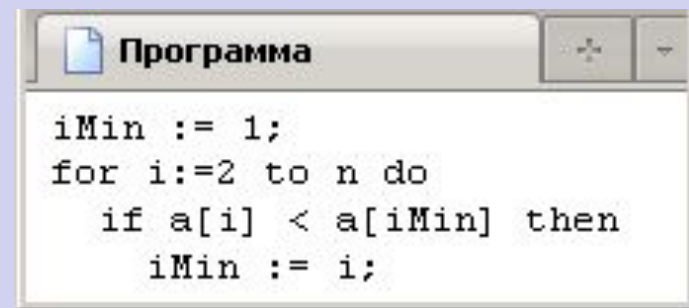 Программа
iMin := 1;
for i:=2 to n do
if a[i] < a[iMin] then
iMin := i;